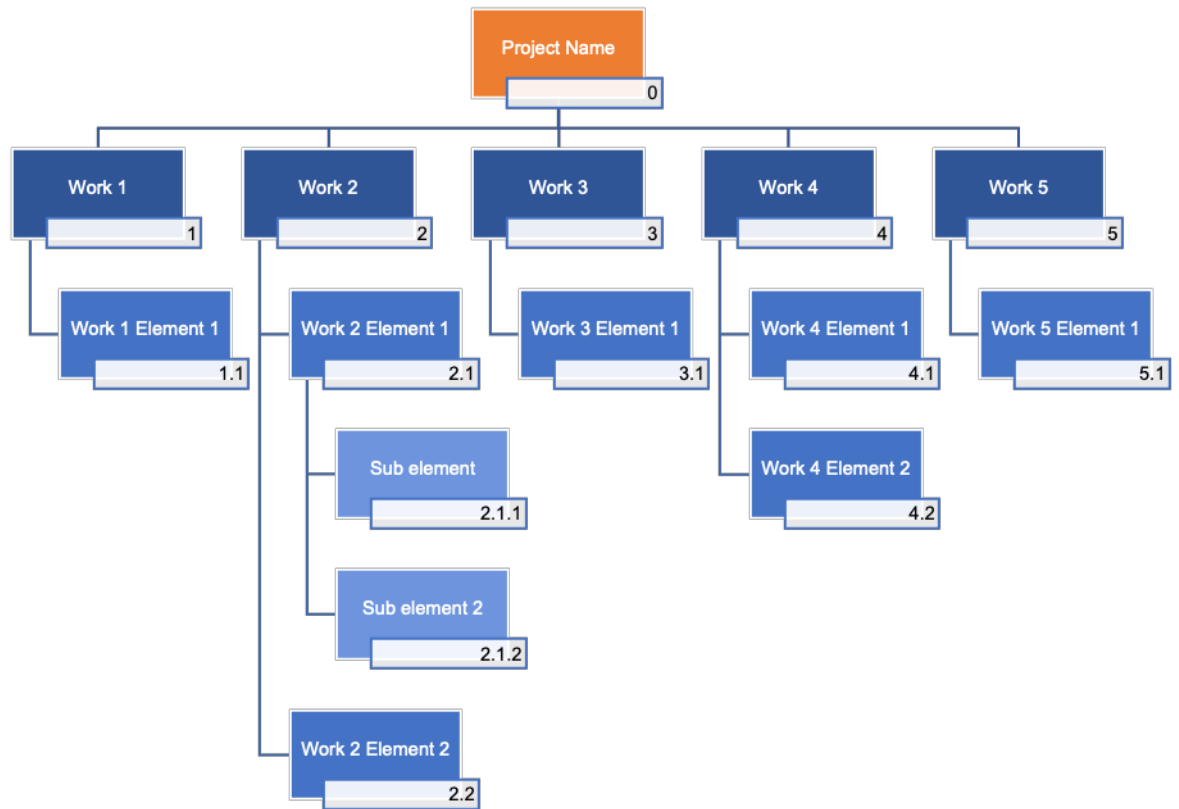 Project Name
0
Work 1
1
Work 2
2
Work 3
3
Work 4
4
Work 5
5
Work 1 Element 1
1.1
Work 2 Element 1
2.1
Work 3 Element 1
3.1
Work 4 Element 1
4.1
Work 5 Element 1
5.1
Sub element
2.1.1
Work 4 Element 2
4.2
Sub element 2
2.1.2
Work 2 Element 2
2.2